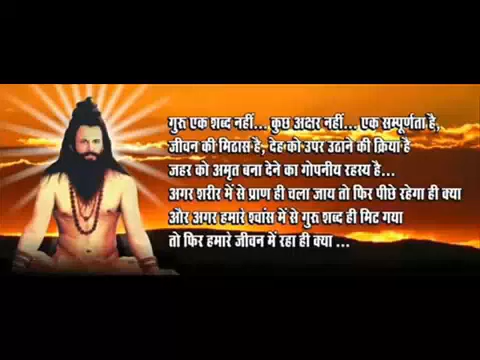 गुरू एक शब्द नहीं... कुछ अक्षर नहीं... एक सम्पूर्णता है,
जीवन की मिठास है, देह को उपर उठाने की क्रिया है
जहर को अमृत बना देने का गोपनीय रहस्य है...
अगर शरीर में से प्राण ही चला जाय तो फिर पीछे रहेगा ही क्या
और अगर हमारे श्वांस में से गुरू शब्द ही मिट गया
तो फिर हमारे जीवन में रहा ही क्या ...